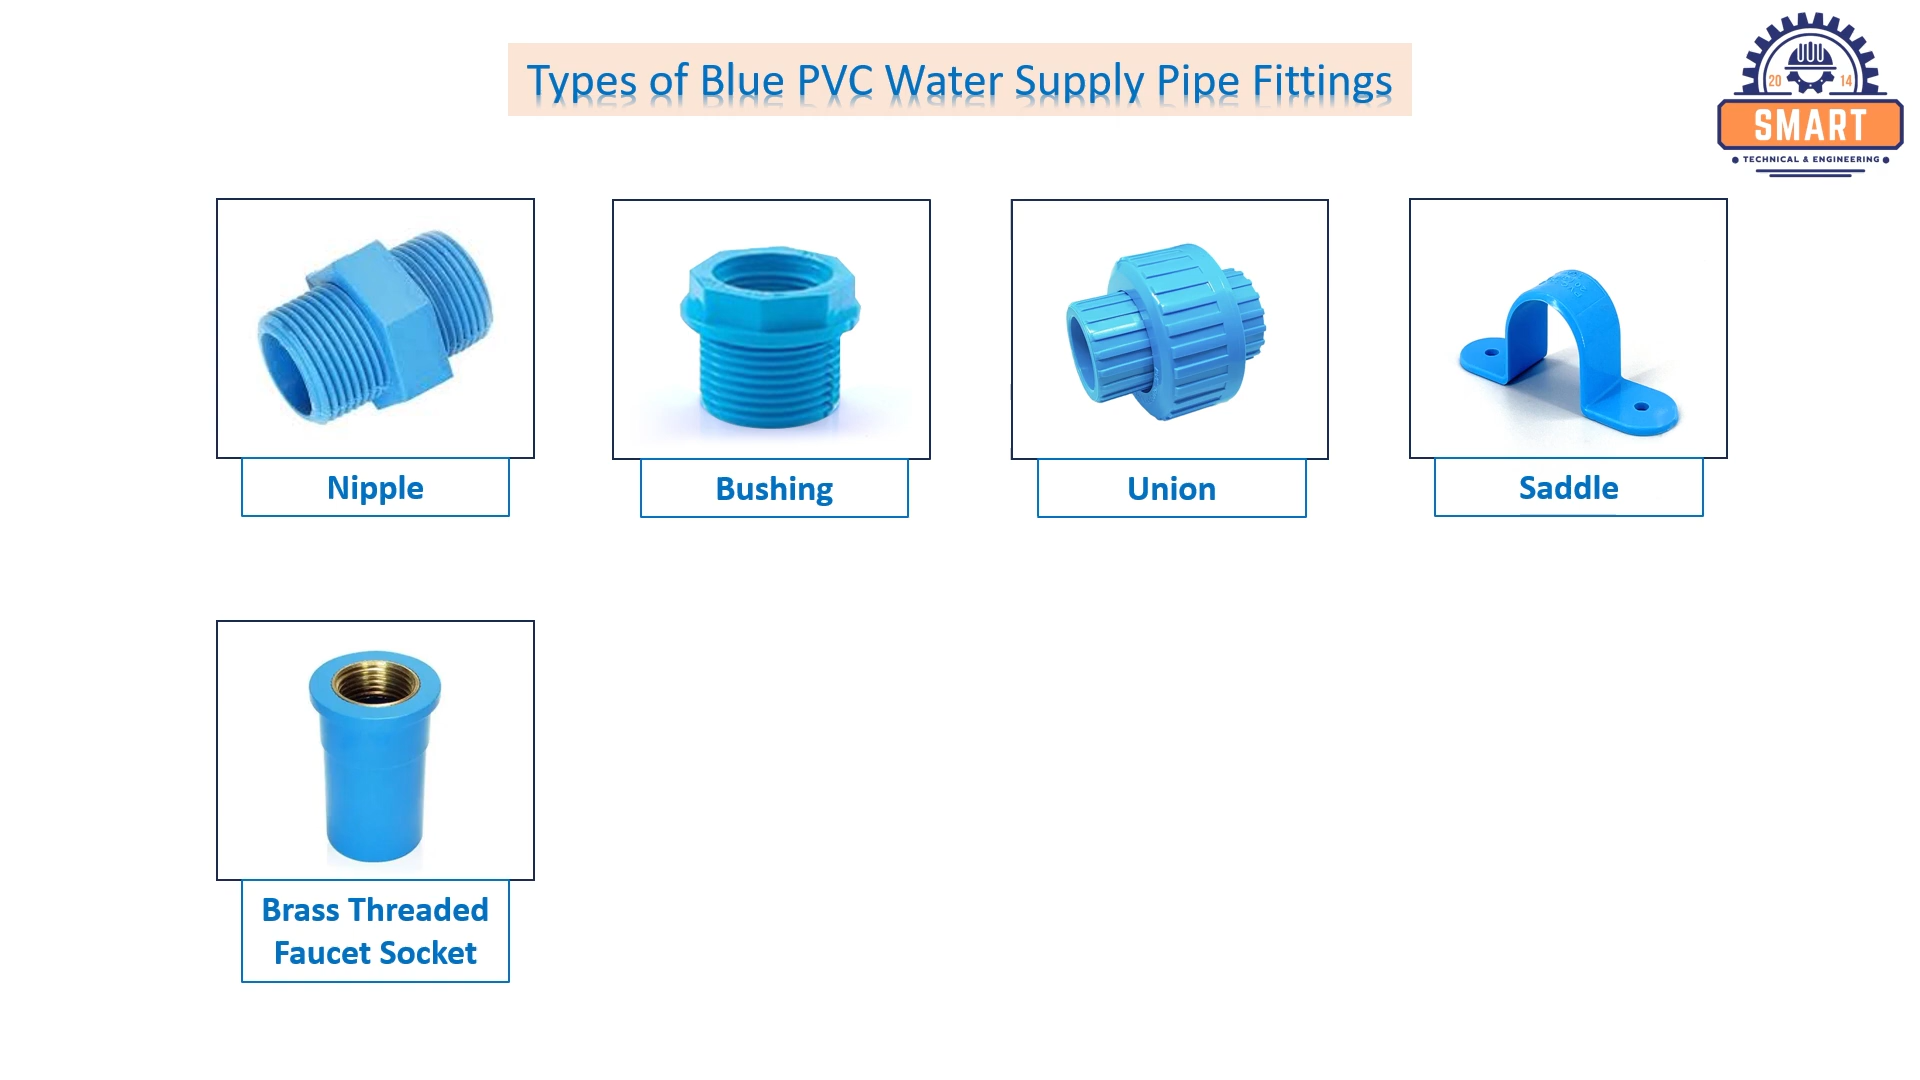 Types of Blue PVC Water Supply Pipe Fittings
20 14
SMART
TECHNICAL & ENGINEERING
Nipple
Bushing
Union
Saddle
Brass Threaded
Faucet Socket